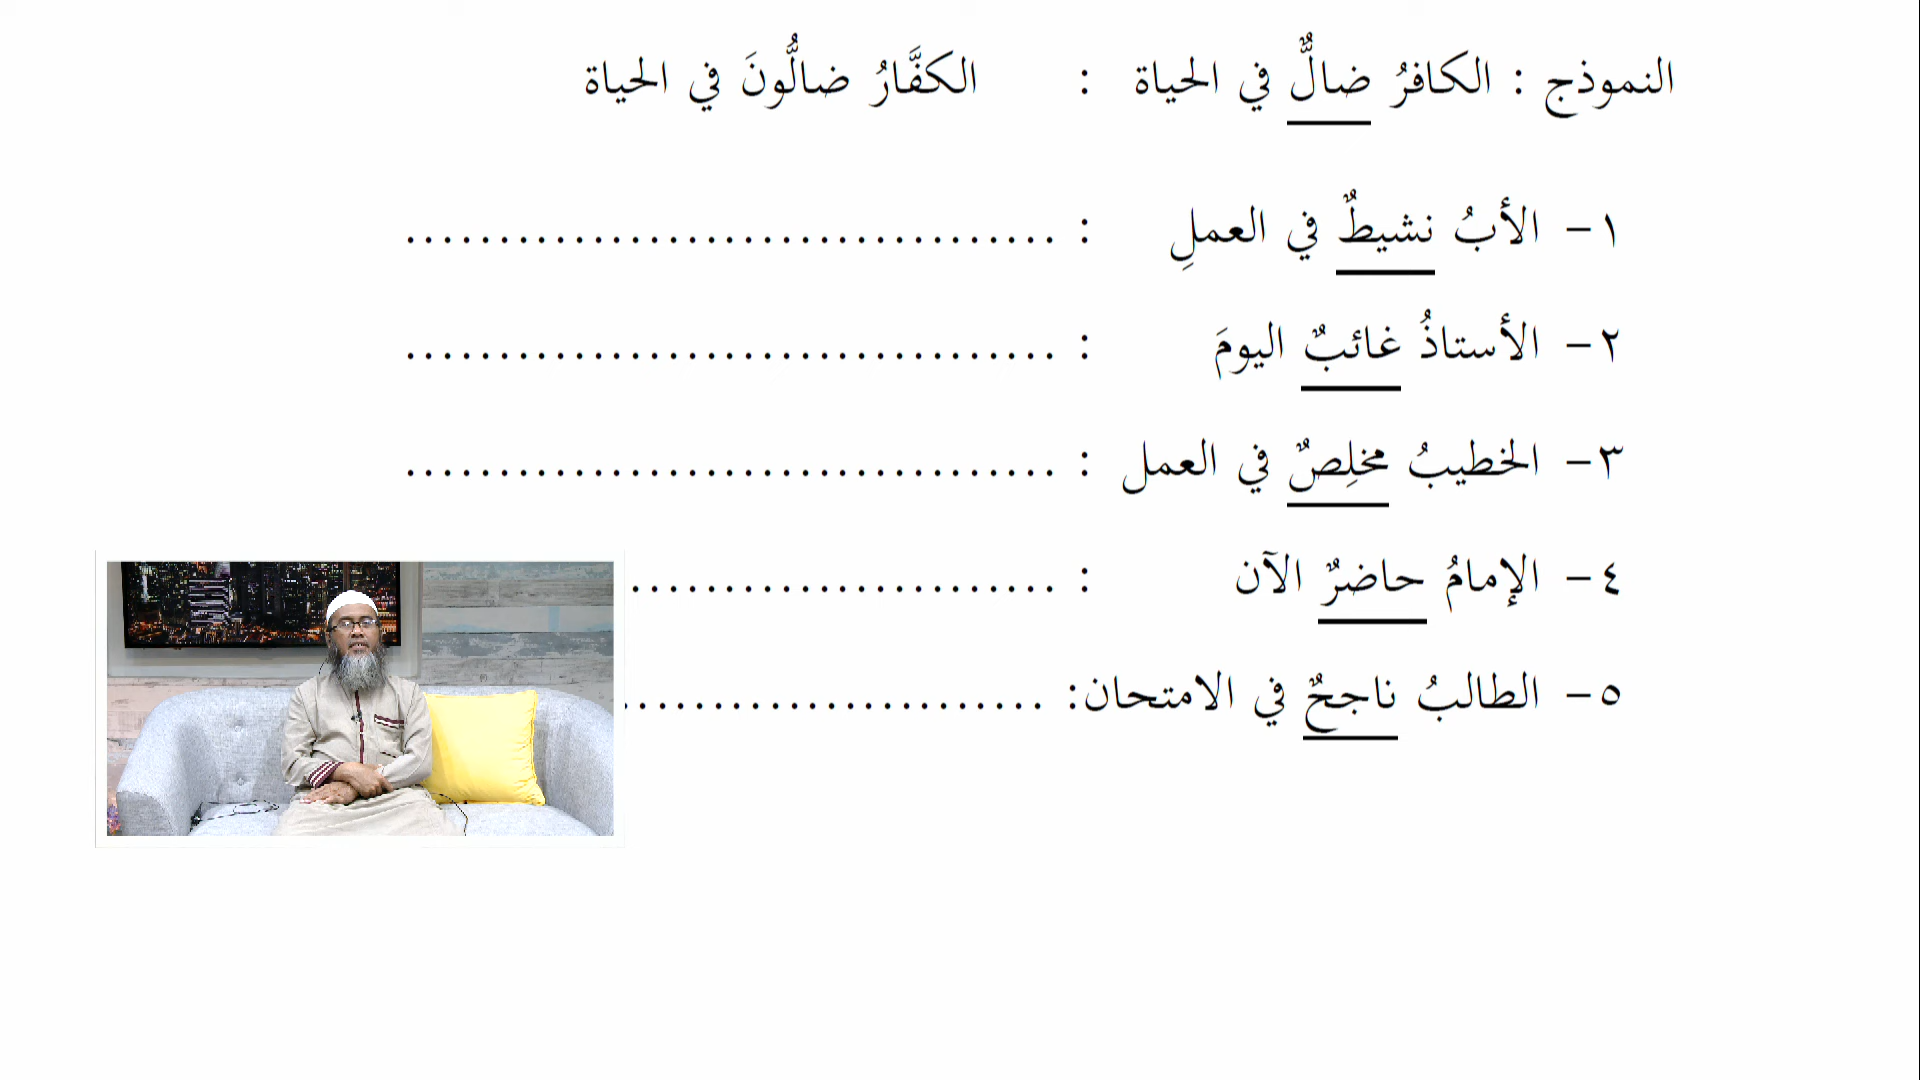 النموذج : الكافرُ ضالٌّ في الحياة : الكفَّارُ ضالُّونَ في الحياة
١- الأبُ نشيطٌ في العملِ : ...................................
٢- الأستاذُ غائبٌ اليومَ : ...................................
٣- الخطيبُ مخلِصٌ في العمل : ...................................
٤- الإمامُ حاضرٌ الآن : .......................
٥- الطالبُ ناجحٌ في الامتحان: .......................